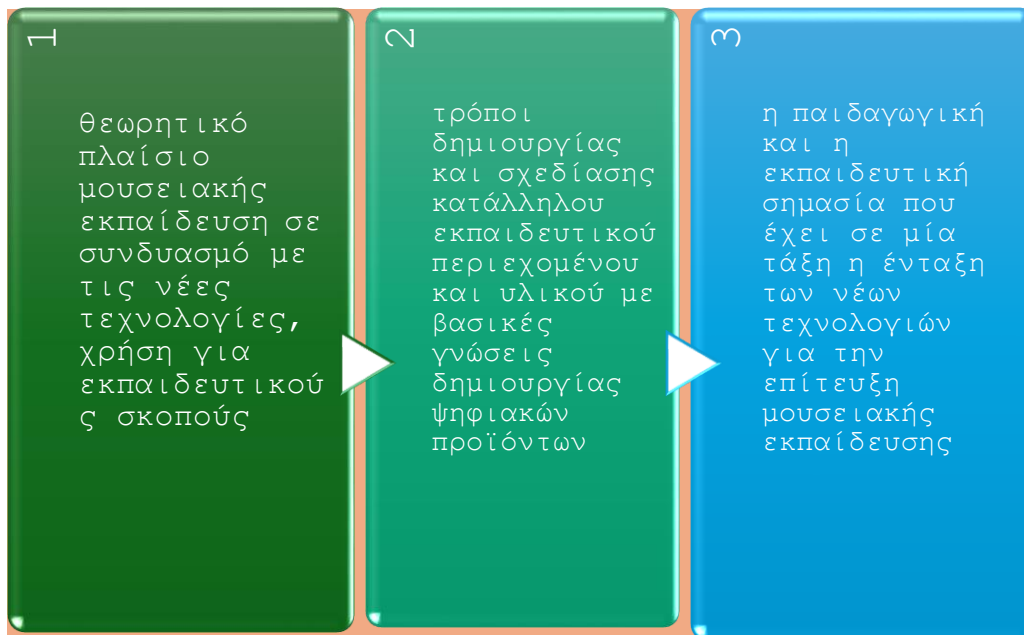 1
θεωρητικό
πλαίσιο
μουσειακής
εκπαίδευση σε
συνδυασμό με
τις νέες
τεχνολογίες,
χρήση για
εκπαιδευτικού
ς σκοπούς
2
τρόποι
δημιουργίας
και σχεδίασης
κατάλληλου
εκπαιδευτικού
περιεχομένου
και υλικού με
βασικές
γνώσεις
δημιουργίας
ψηφιακών
προϊόντων
3
η παιδαγωγική
και η
εκπαιδευτική
σημασία που
έχει σε μία
τάξη η ένταξη
των νέων
τεχνολογιών
για την
επίτευξη
μουσειακής
εκπαίδευσης